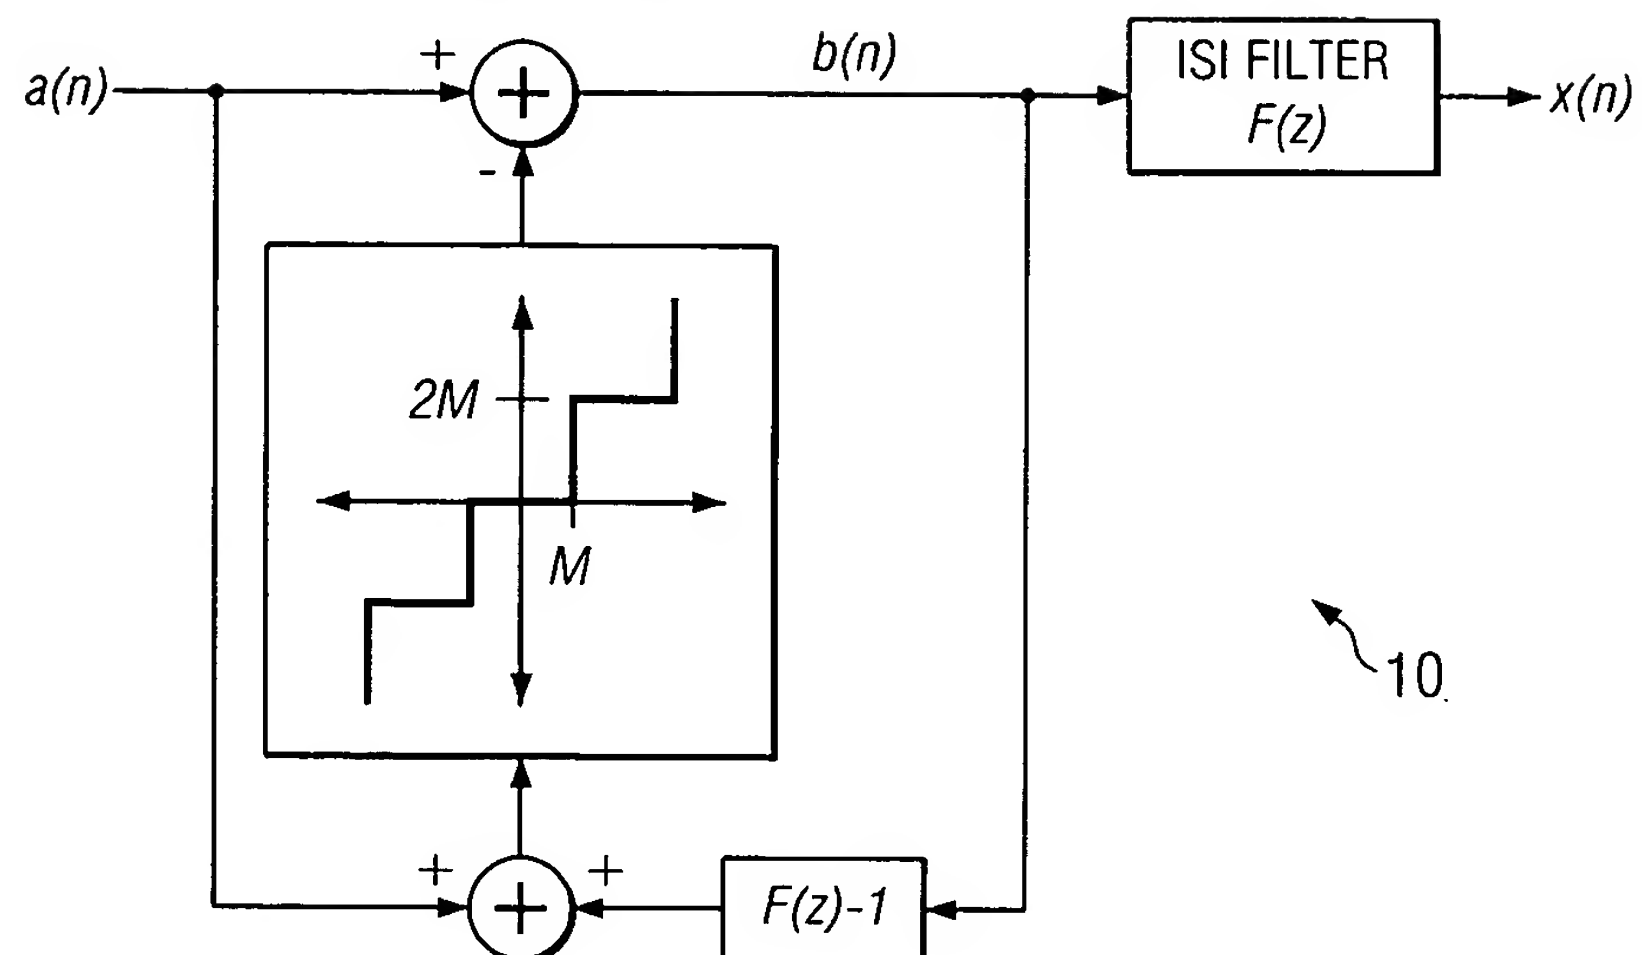 a(n)
+
+
b(n)
ISI FILTER
F(z)
x(n)
-
2M
M
10
+
+
+
F(z)-1